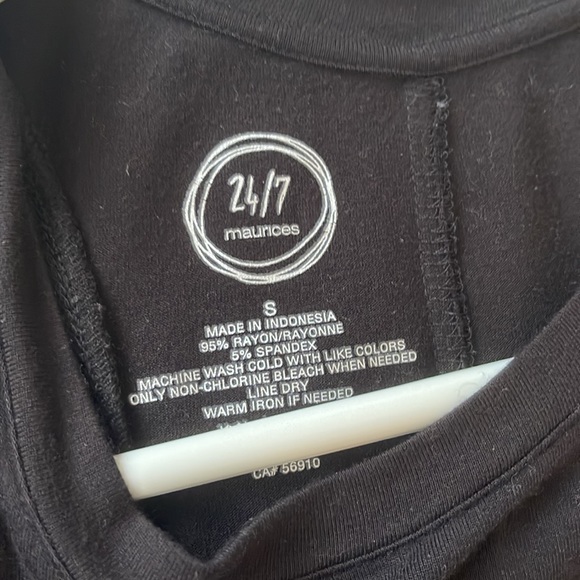 24/7
maurices
S
MADE IN INDONESIA
95% RAYON/RAYONNE
5% SPANDEX
MACHINE WASH COLD WITH LIKE COLORS
ONLY NON-CHLORINE BLEACH WHEN NEEDED
LINE DRY
WARM IRON IF NEEDED
CA# 56910